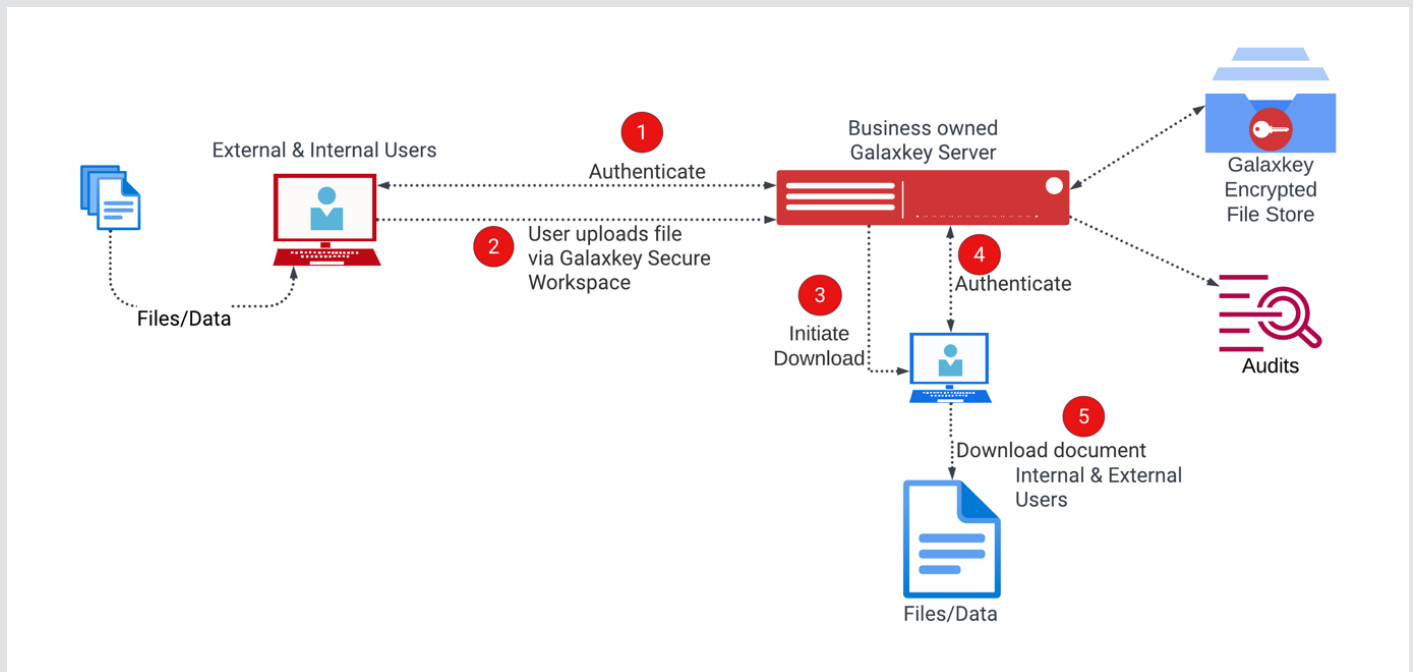 External & Internal Users
1
Authenticate
Business owned
Galaxkey Server
Galaxkey
Encrypted
File Store
2
User uploads file
via Galaxkey Secure
Workspace
Files/Data
3
Initiate
Download
4
Authenticate
Audits
5
Download document
Internal & External
Users
Files/Data